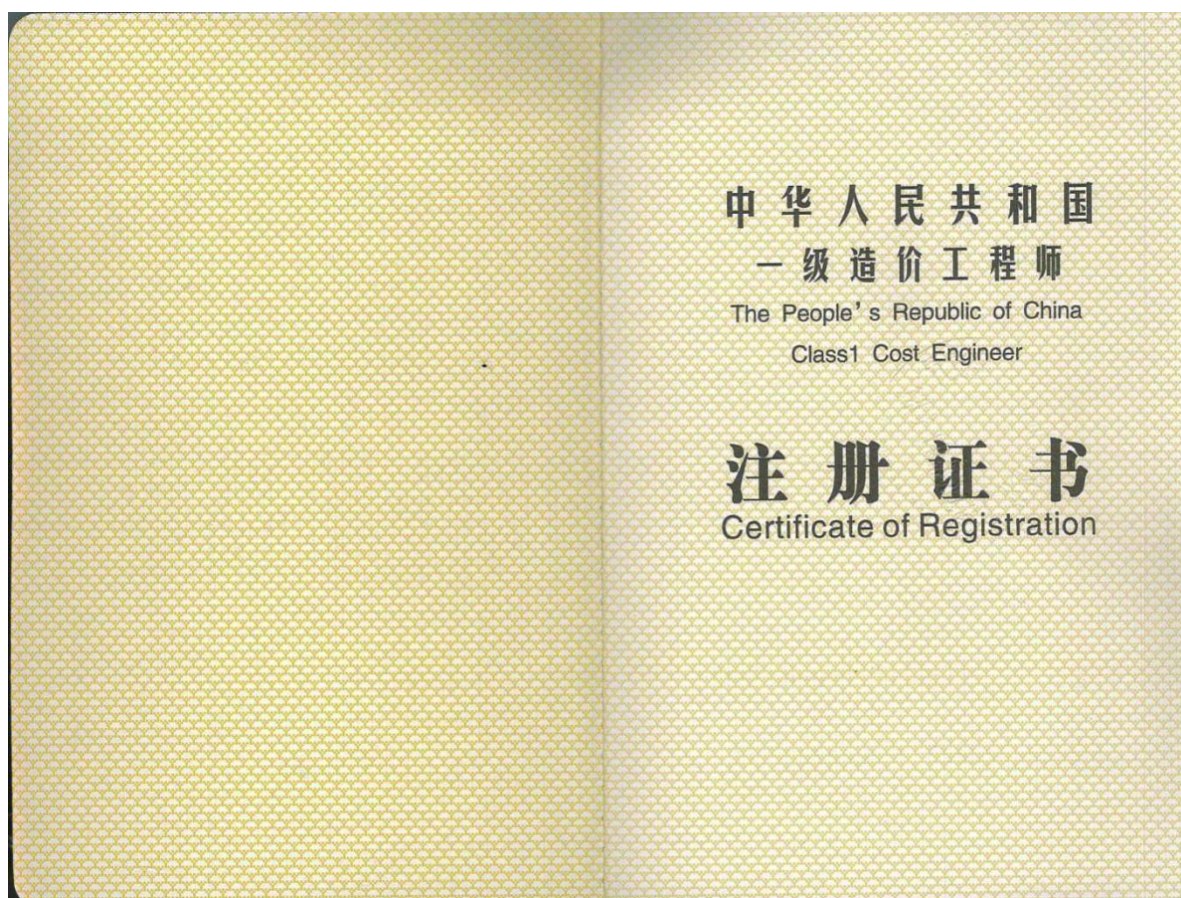 中华人民共和国
一级造价工程师
The People's Republic of China
Class1 Cost Engineer
注册证书
Certificate of Registration